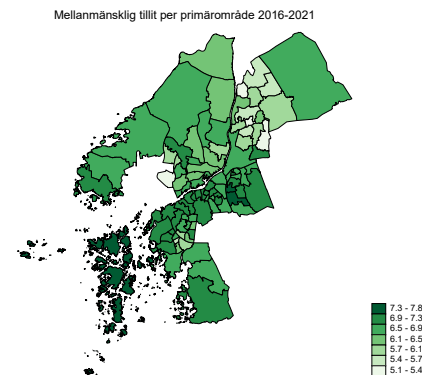 Mellanmänsklig tillit per primärområde 2016-2021
7.3 - 7.8
6.9 - 7.3
6.5 - 6.9
6.1 - 6.5
5.7 - 6.1
5.4 - 5.7
5.1 - 5.4